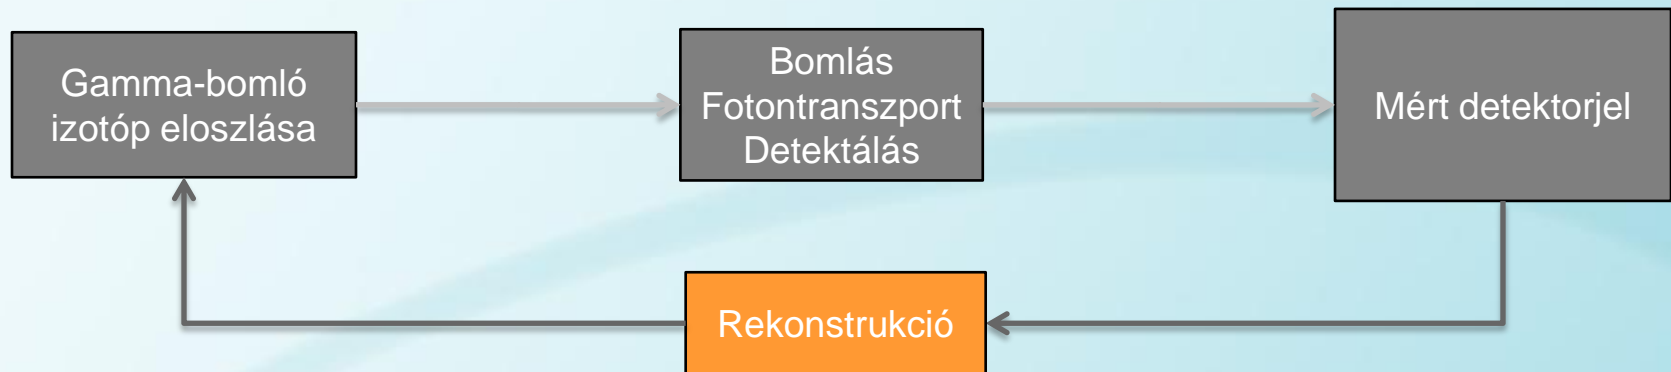 Gamma-bomló
izotóp eloszlása
Bomlás
Fotontranszport
Detektálás
Mért detektorjel
Rekonstrukció